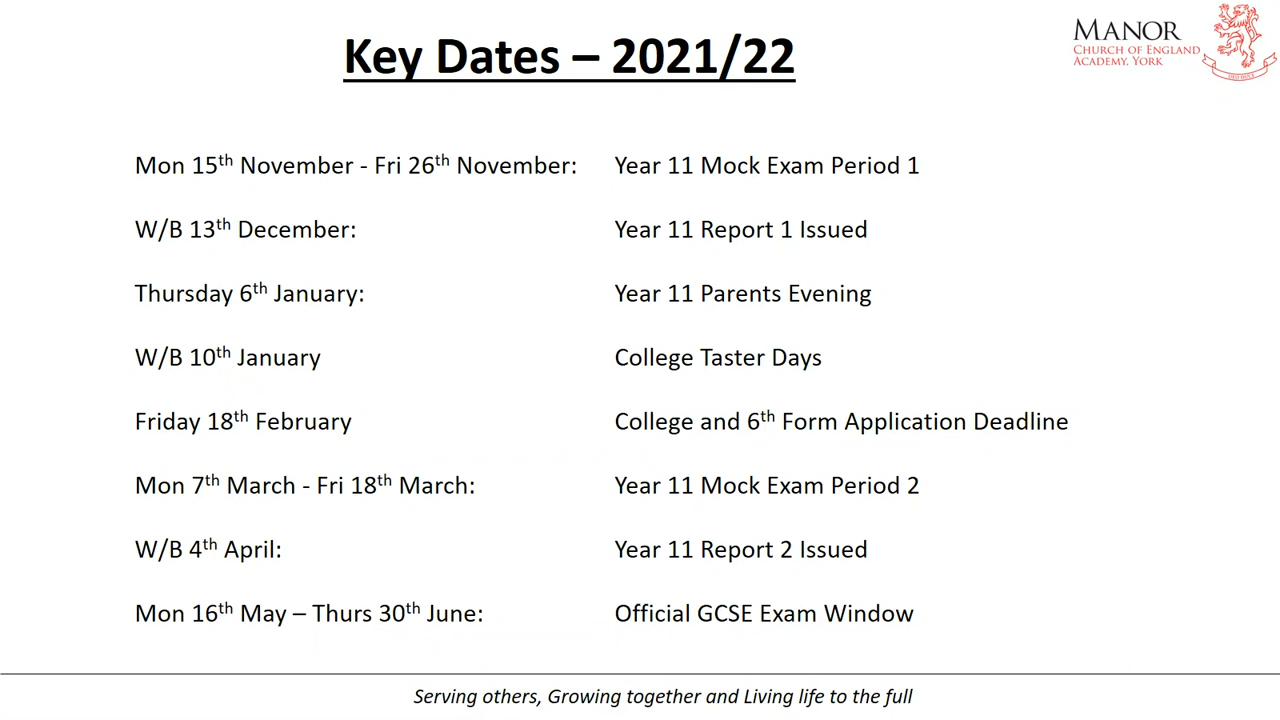 Key Dates – 2021/22
MANOR
CHURCH OF ENGLAND
ACADEMY, YORK
Mon 15th November - Fri 26th November: Year 11 Mock Exam Period 1
W/B 13th December: Year 11 Report 1 Issued
Thursday 6th January: Year 11 Parents Evening
W/B 10th January College Taster Days
Friday 18th February College and 6th Form Application Deadline
Mon 7th March - Fri 18th March: Year 11 Mock Exam Period 2
W/B 4th April: Year 11 Report 2 Issued
Mon 16th May – Thurs 30th June: Official GCSE Exam Window
Serving others, Growing together and Living life to the full